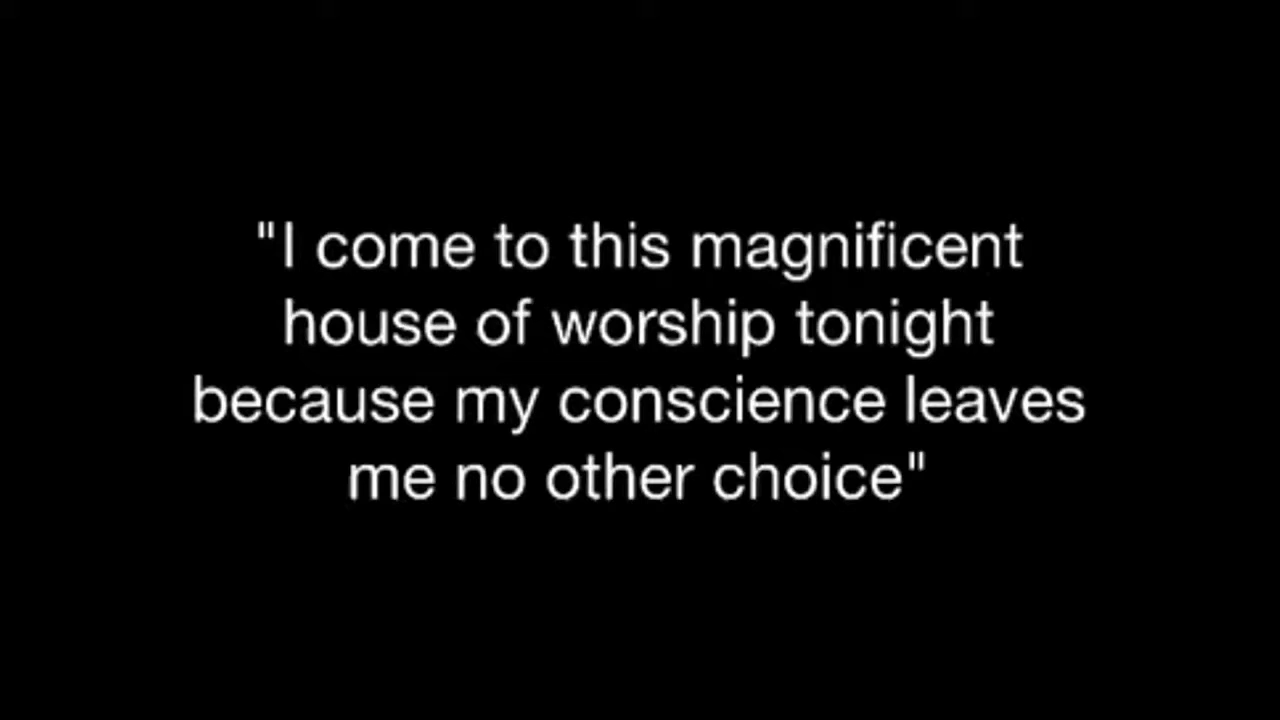 "I come to this magnificent
house of worship tonight
because my conscience leaves
me no other choice"